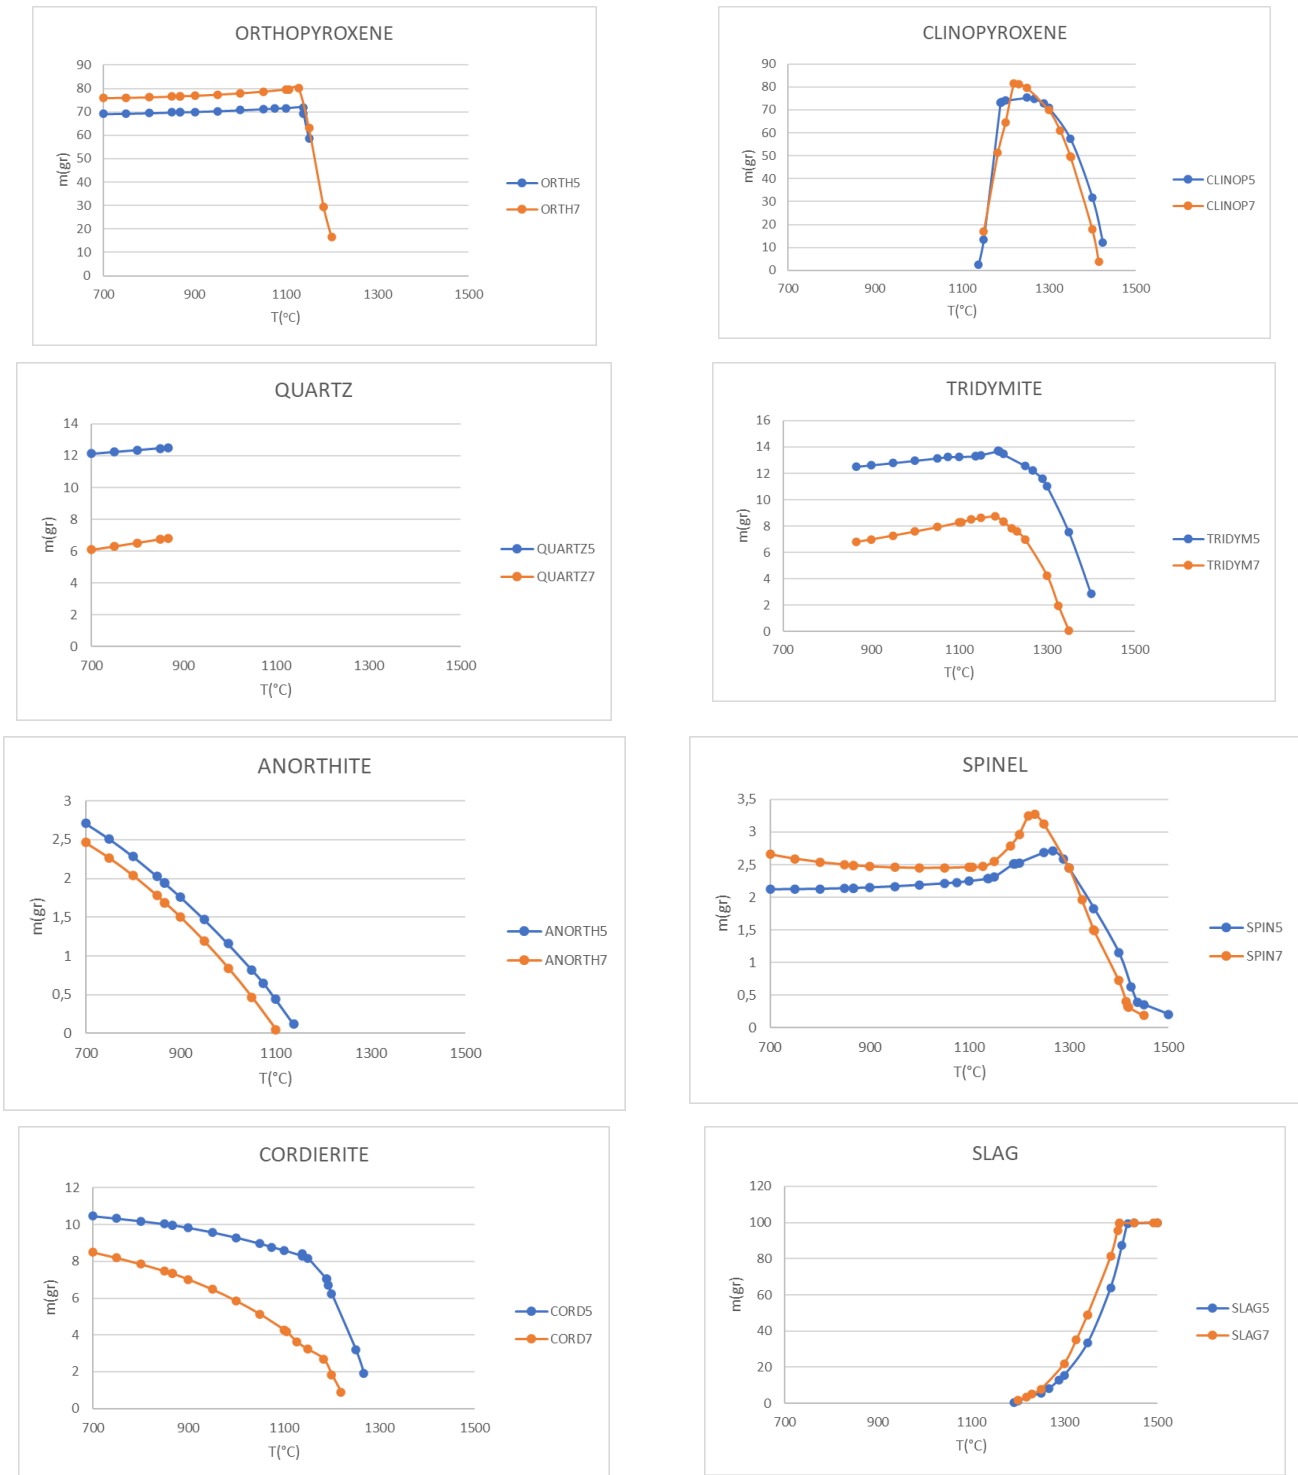 ORTHOPYROXENE
90
80
70
60
50
40
30
20
10
0
m(gr)
700
900
1100
1300
1500
T(°C)
ORTH5
ORTH7
CLINOPYROXENE
90
80
70
60
50
40
30
20
10
0
m(gr)
700
900
1100
1300
1500
T(°C)
CLINOP5
CLINOP7
QUARTZ
14
12
10
8
6
4
2
0
m(gr)
700
900
1100
1300
1500
T(°C)
QUARTZ5
QUARTZ7
TRIDYMITE
16
14
12
10
8
6
4
2
0
m(gr)
700
900
1100
1300
1500
T(°C)
TRIDYM5
TRIDYM7
ANORTHITE
3
2,5
2
1,5
1
0,5
0
m(gr)
700
900
1100
1300
1500
T(°C)
ANORTH5
ANORTH7
SPINEL
3,5
3
2,5
2
1,5
1
0,5
0
m(gr)
700
900
1100
1300
1500
T(°C)
SPIN5
SPIN7
CORDIERITE
12
10
8
6
4
2
0
m(gr)
700
900
1100
1300
1500
T(°C)
CORD5
CORD7
SLAG
120
100
80
60
40
20
0
m(gr)
700
900
1100
1300
1500
T(°C)
SLAG5
SLAG7